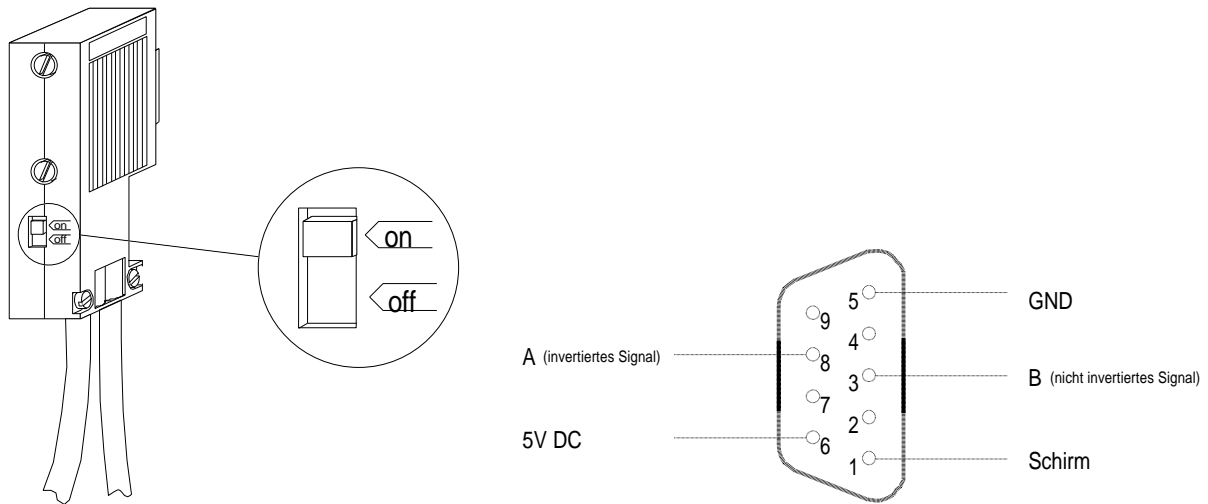 on
off
on
off
5 GND
9
4
A (invertiertes Signal) 8
3 B (nicht invertiertes Signal)
7
2
5V DC 6
1 Schirm